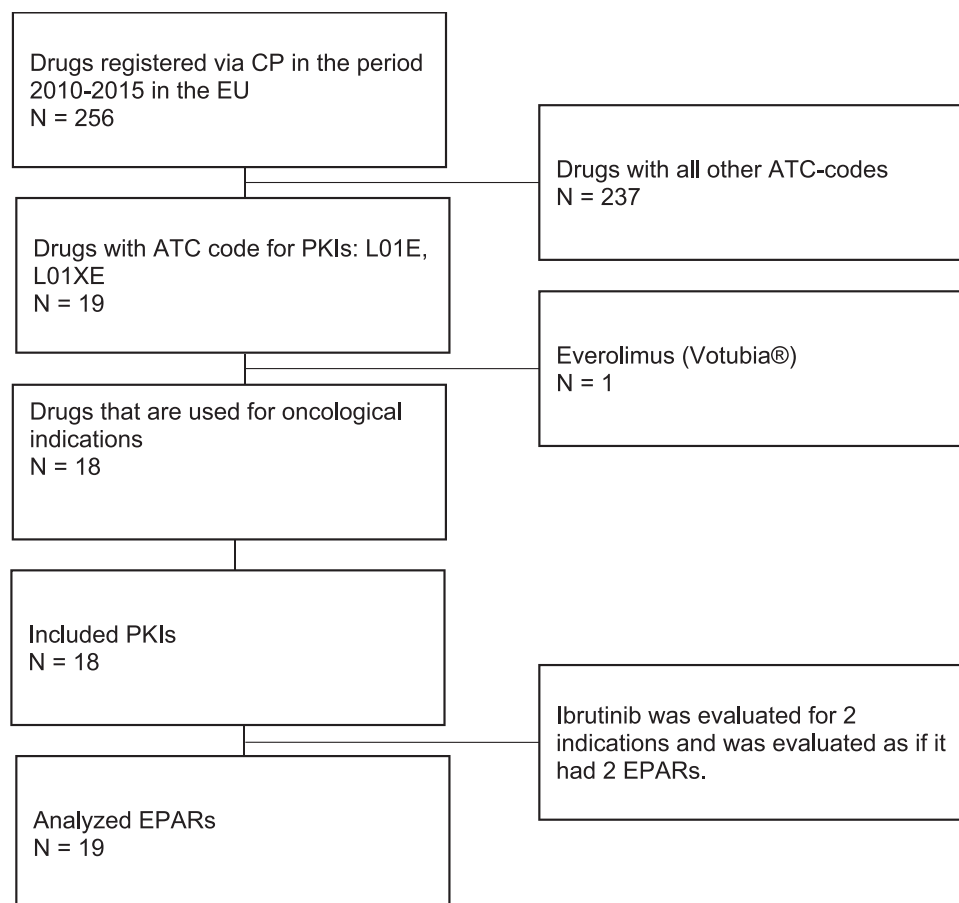 Drugs registered via CP in the period
2010-2015 in the EU
N = 256
Drugs with all other ATC-codes
N = 237
Drugs with ATC code for PKIs: L01E,
L01XE
N = 19
Everolimus (Votubia®)
N = 1
Drugs that are used for oncological
indications
N = 18
Included PKIs
N = 18
Ibrutinib was evaluated for 2
indications and was evaluated as if it
had 2 EPARs.
Analyzed EPARs
N = 19